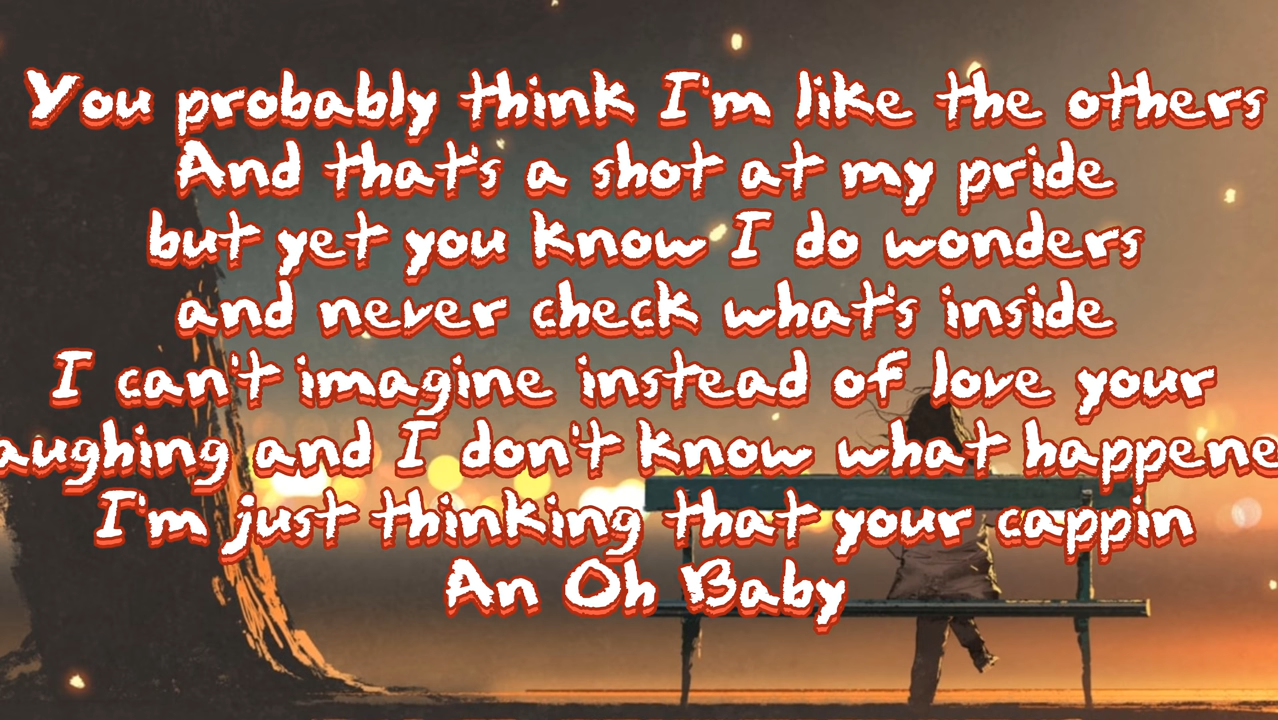 You probably think I'm like the others
And that's a shot at my pride
but yet you know I do wonders
and never check what's inside
I can't imagine instead of love your
aughing and I don't know what happene
I'm just thinking that your cappin
An Oh Baby